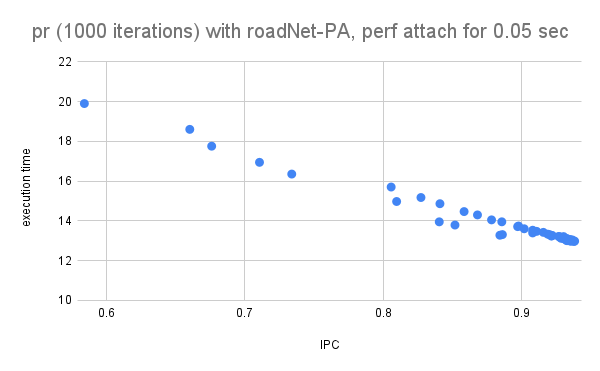 pr (1000 iterations) with roadNet-PA, perf attach for 0.05 sec
22
20
18
16
14
12
10
execution time
0.6 0.7 0.8 0.9
IPC